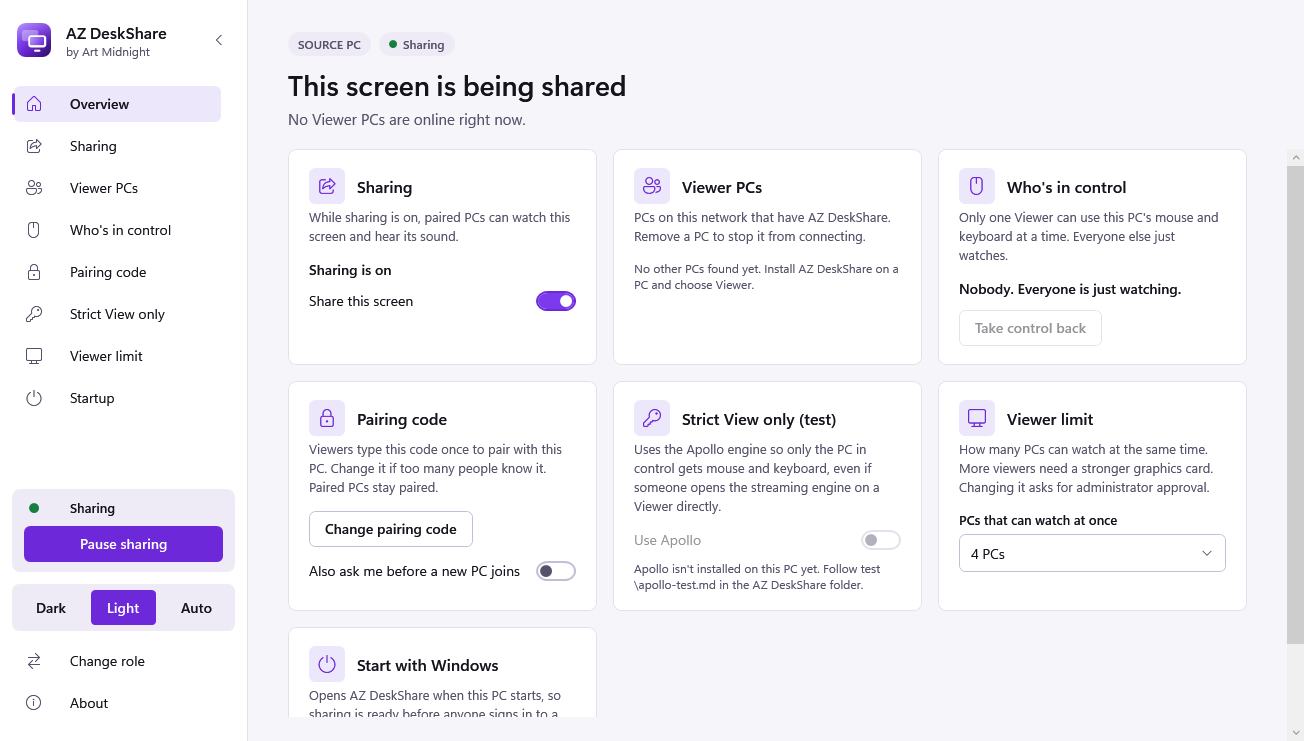 AZ DeskShare
by Art Midnight
Overview
Sharing
Viewer PCs
Who's in control
Pairing code
Strict View only
Viewer limit
Startup
Sharing
Pause sharing
Dark
Light
Auto
Change role
About
SOURCE PC
Sharing
This screen is being shared
No Viewer PCs are online right now.
Sharing
While sharing is on, paired PCs can watch this
screen and hear its sound.
Sharing is on
Share this screen
Viewer PCs
PCs on this network that have AZ DeskShare.
Remove a PC to stop it from connecting.
No other PCs found yet. Install AZ DeskShare on a
PC and choose Viewer.
Who's in control
Only one Viewer can use this PC's mouse and
keyboard at a time. Everyone else just
watches.
Nobody. Everyone is just watching.
Take control back
Pairing code
Viewers type this code once to pair with this
PC. Change it if too many people know it.
Paired PCs stay paired.
Change pairing code
Also ask me before a new PC joins
Strict View only (test)
Uses the Apollo engine so only the PC in
control gets mouse and keyboard, even if
someone opens the streaming engine on a
Viewer directly.
Use Apollo
Apollo isn't installed on this PC yet. Follow test
\apollo-test.md in the AZ DeskShare folder.
Viewer limit
How many PCs can watch at the same time.
More viewers need a stronger graphics card.
Changing it asks for administrator approval.
PCs that can watch at once
4 PCs
Start with Windows
Opens AZ DeskShare when this PC starts, so
sharing is ready before anyone signs in to a